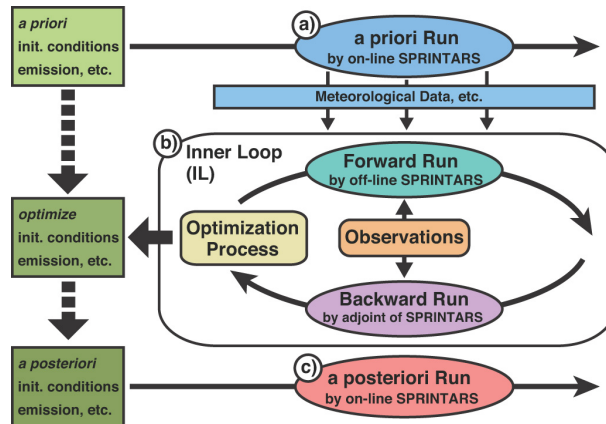 a priori
init. conditions
emission, etc.
a)
a priori Run
by on-line SPRINTARS
Meteorological Data, etc.
b)
Inner Loop
(IL)
Forward Run
by off-line SPRINTARS
optimize
init. conditions
emission, etc.
Optimization
Process
Observations
Backward Run
by adjoint of SPRINTARS
a posteriori
init. conditions
emission, etc.
c)
a posteriori Run
by on-line SPRINTARS